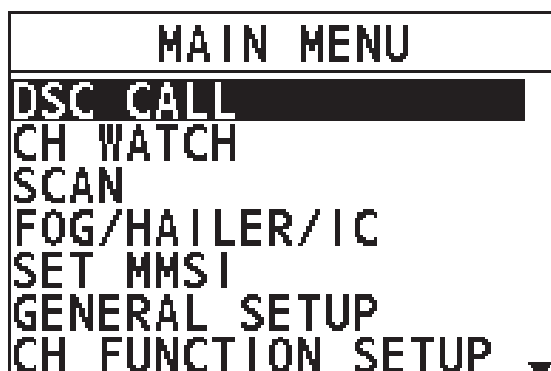 MAIN MENU
DSC CALL
CH WATCH
SCAN
FOG/HAILER/IC
SET MMSI
GENERAL SETUP
CH FUNCTION SETUP